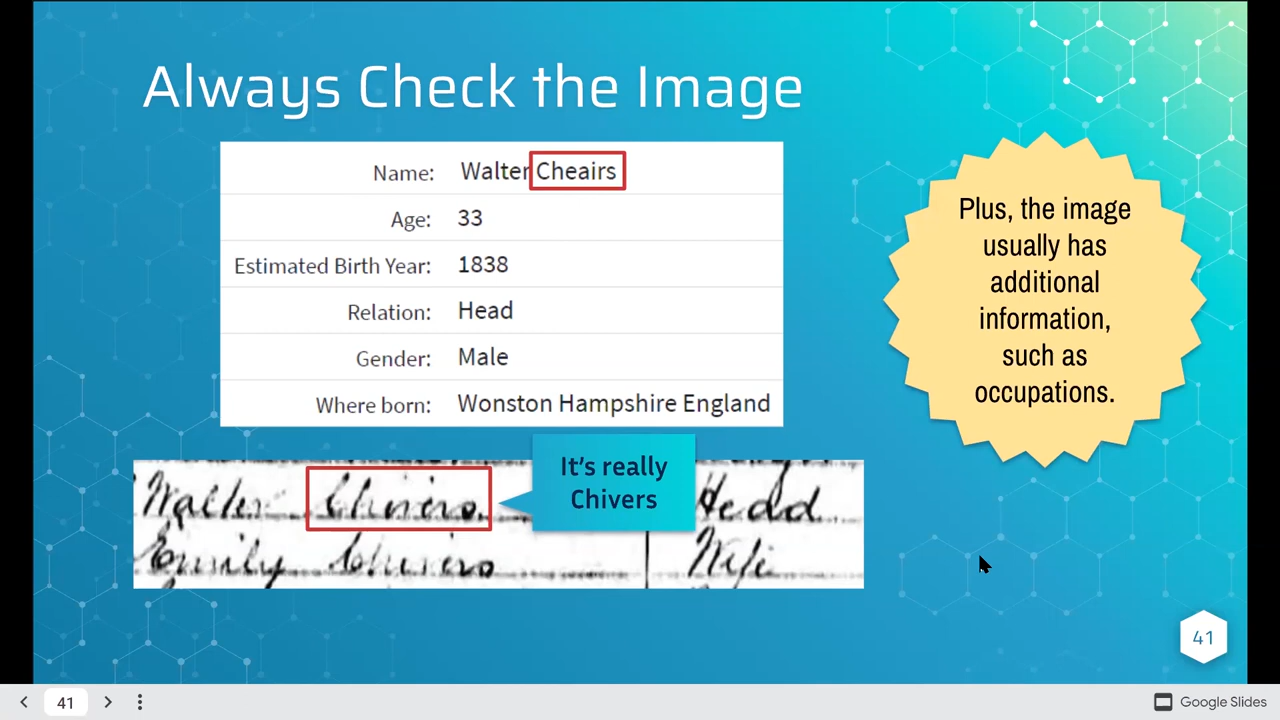 Always Check the Image
Name: Walter Cheairs
Age: 33
Estimated Birth Year: 1838
Relation: Head
Gender: Male
Where born: Wonston Hampshire England
Plus, the image
usually has
additional
information,
such as
occupations.
It's really
Chivers
Walter Chivers Head
Emily Chivers Wife
41
41
Google Slides